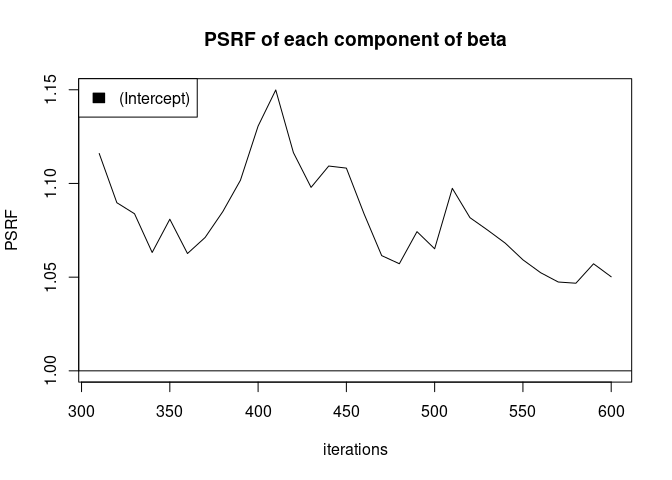 PSRF of each component of beta
(Intercept)
PSRF
1.15
1.10
1.05
1.00
300 350 400 450 500 550 600
iterations